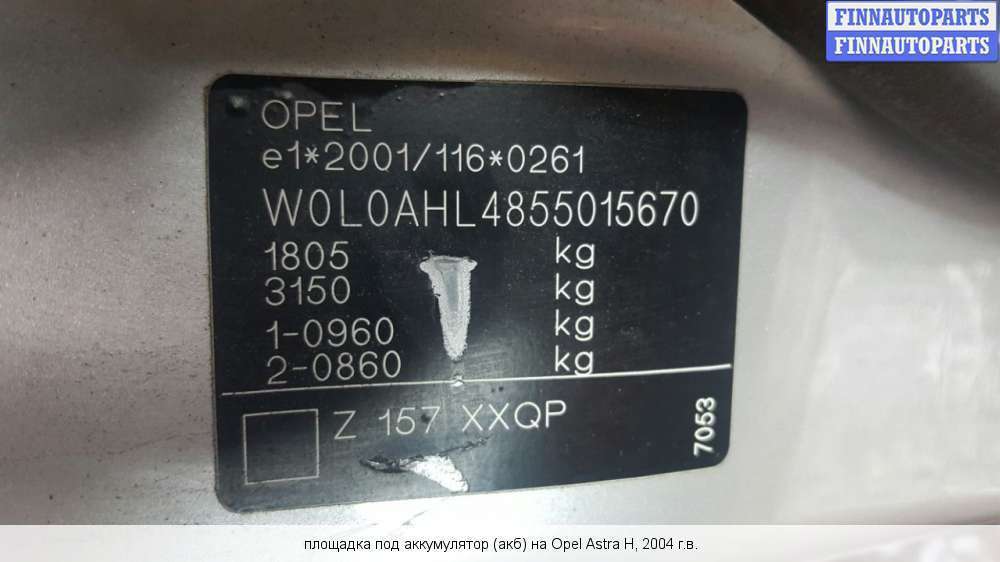 FINNAUTOPARTS
FINNAUTOPARTS
OPEL
e1*2001/116*0261
W0L0AHL4855015670
1805 kg
3150 kg
1-0960 kg
2-0860 kg
Z 157 XXQP
7053
площадка под аккумулятор (акб) на Opel Astra H, 2004 г.в.